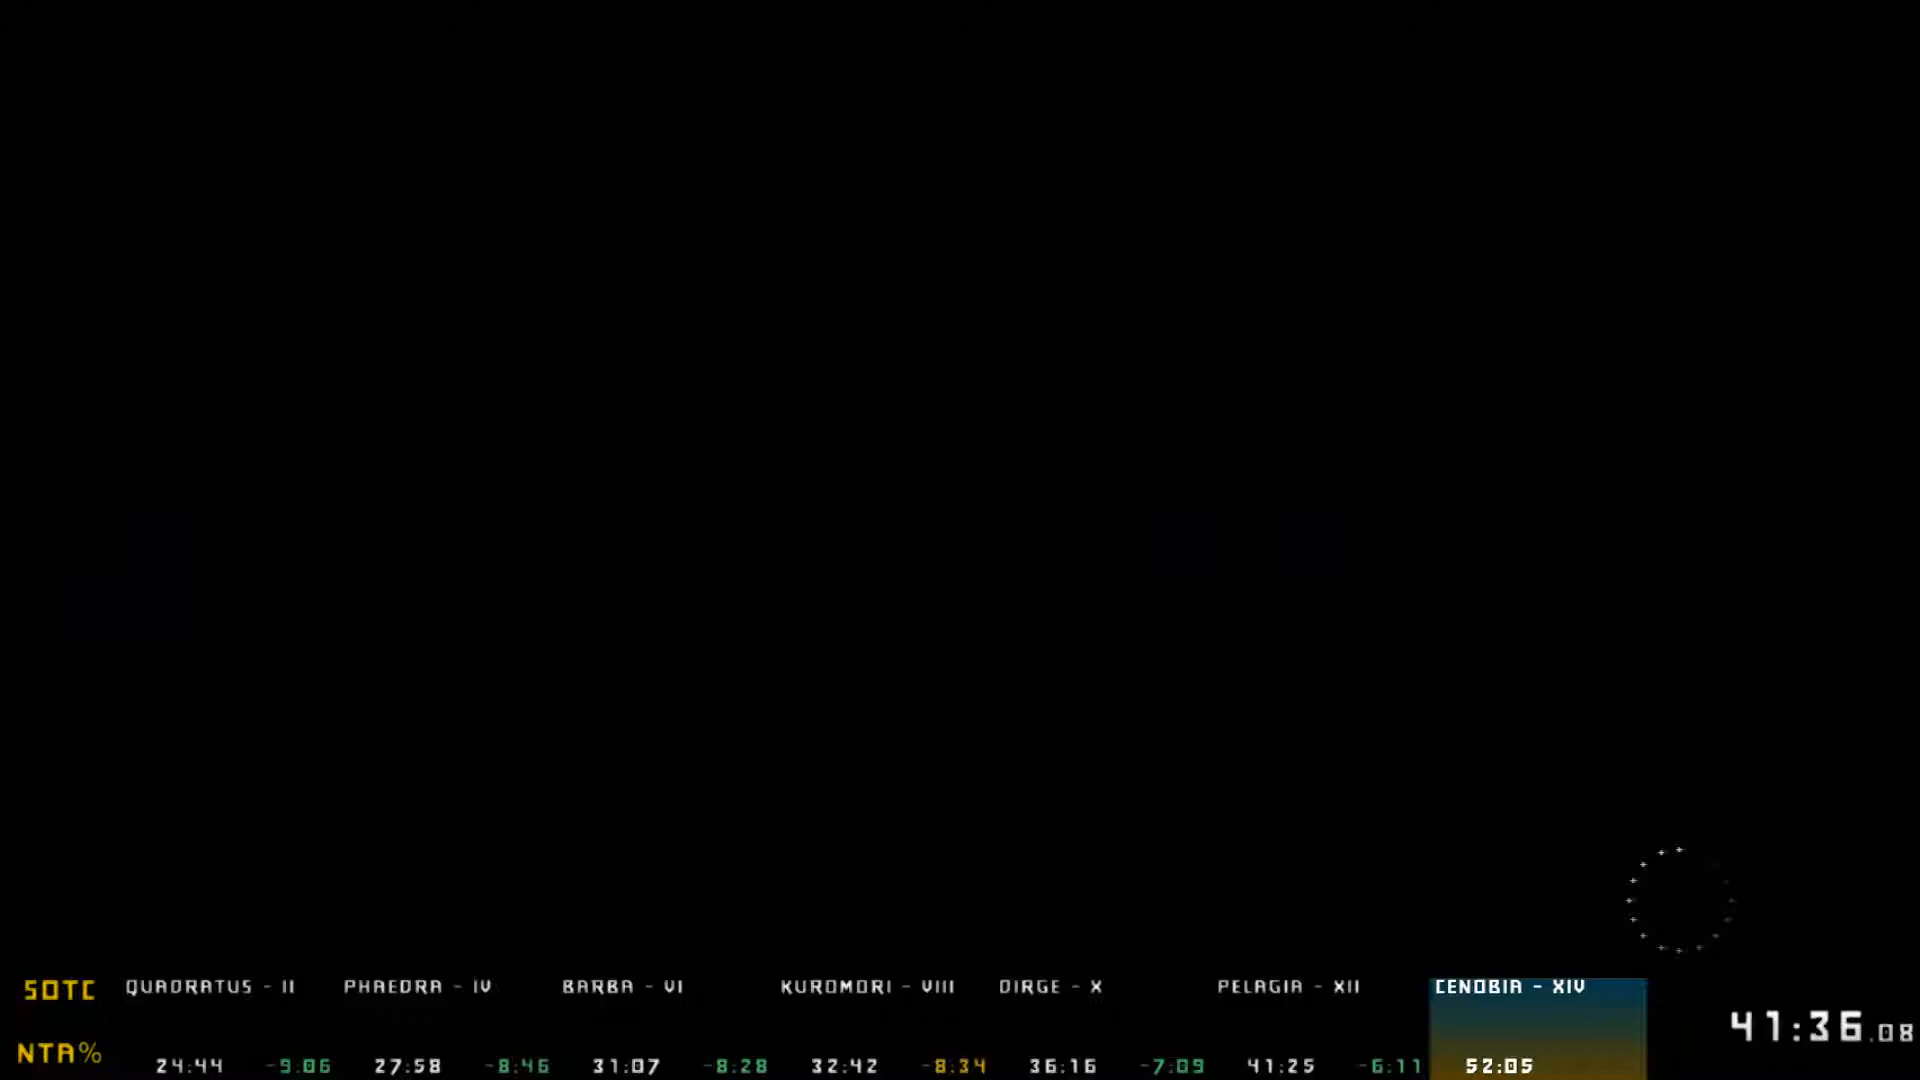 SOTC QUADRATUS - II PHAEDRA - IV BARBA - VI KUROMORI - VIII DIRGE - X PELAGIA - XII CENOBIA - XIV
41:36.08
NTA% 24:44 -9:06 27:58 -8:46 31:07 -8:28 32:42 -8:34 36:16 -7:09 41:25 -6:11 52:05